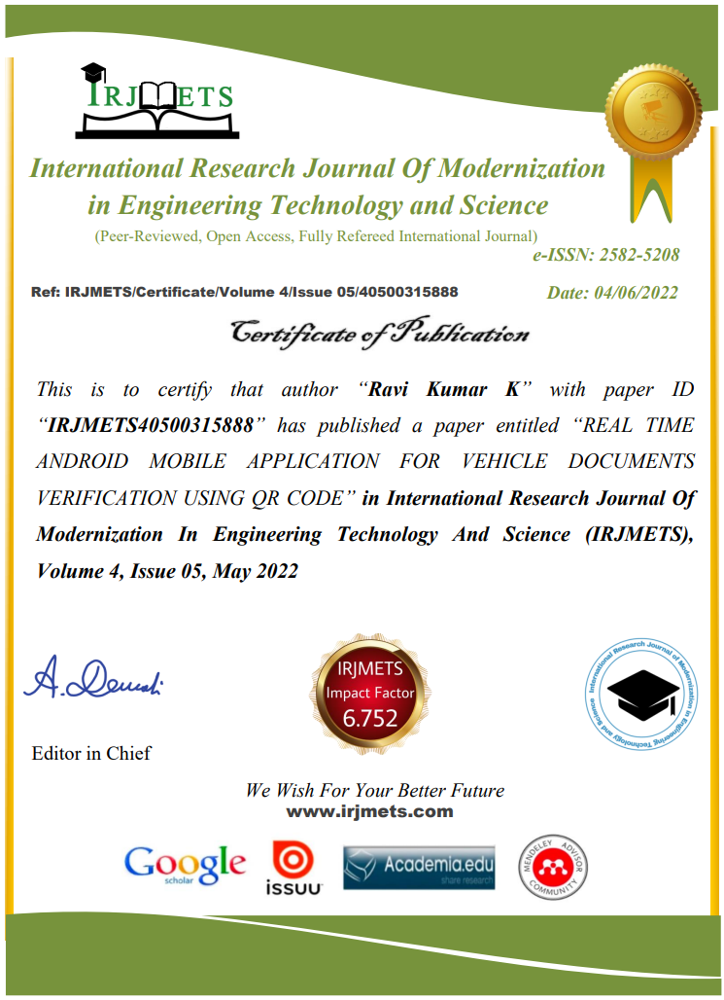 IRJMETS
International Research Journal Of Modernization
in Engineering Technology and Science
(Peer-Reviewed, Open Access, Fully Refereed International Journal)
e-ISSN: 2582-5208
Ref: IRJMETS/Certificate/Volume 4/Issue 05/40500315888
Date: 04/06/2022
Certificate of Publication
This is to certify that author “Ravi Kumar K” with paper ID
“IRJMETS40500315888” has published a paper entitled “REAL TIME
ANDROID MOBILE APPLICATION FOR VEHICLE DOCUMENTS
VERIFICATION USING QR CODE” in International Research Journal Of
Modernization In Engineering Technology And Science (IRJMETS),
Volume 4, Issue 05, May 2022
IRJMETS
Impact Factor
6.752
International Research Journal of Modernization in Engineering Technology and Science
Editor in Chief
We Wish For Your Better Future
www.irjmets.com
Google
scholar
issuu
Academia.edu
share research
MENDELEY ADVISOR
COMMUNITY